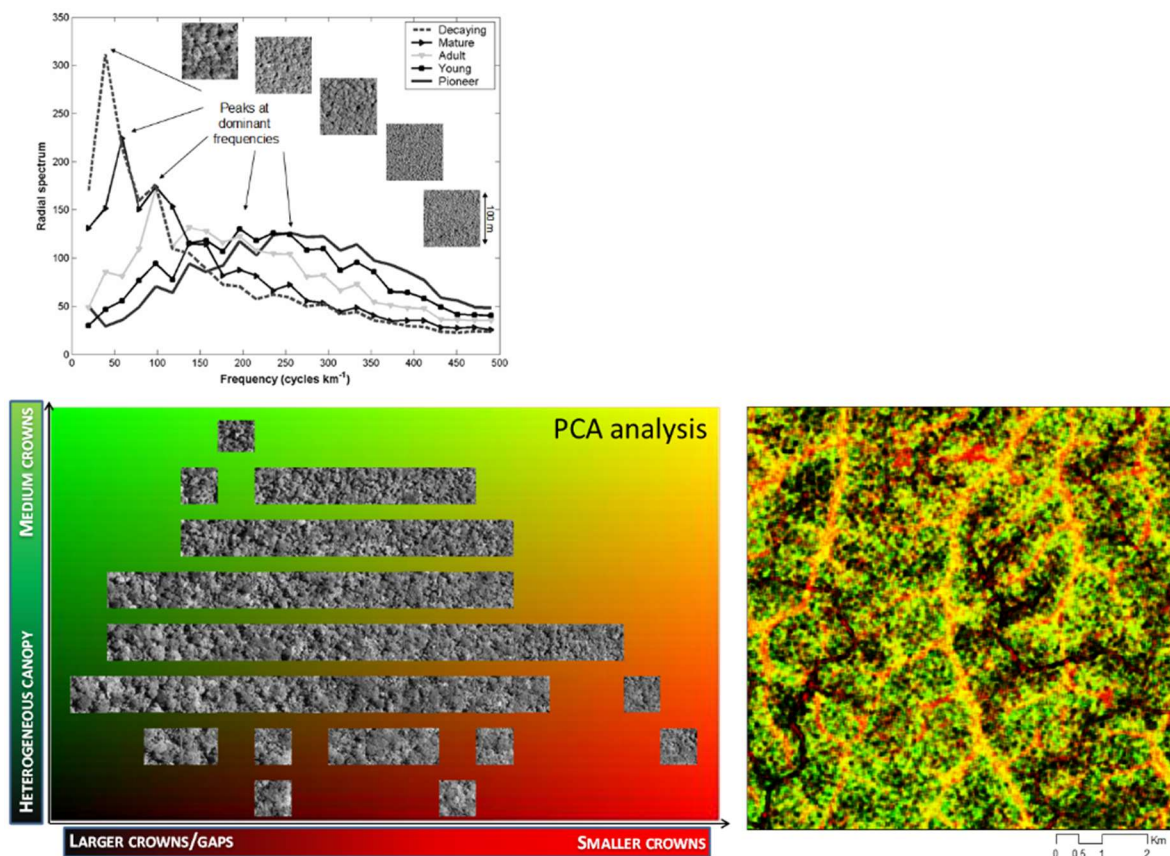 350
300
250
200
150
100
50
0
Radial spectrum
0 50 100 150 200 250 300 350 400 450 500
Frequency (cycles km⁻¹)
Decaying
Mature
Adult
Young
Pioneer
Peaks at
dominant
frequencies
100 m
PCA analysis
MEDIUM CROWNS
HETEROGENEOUS CANOPY
LARGER CROWNS/GAPS
SMALLER CROWNS
Km
0 0.5 1 2